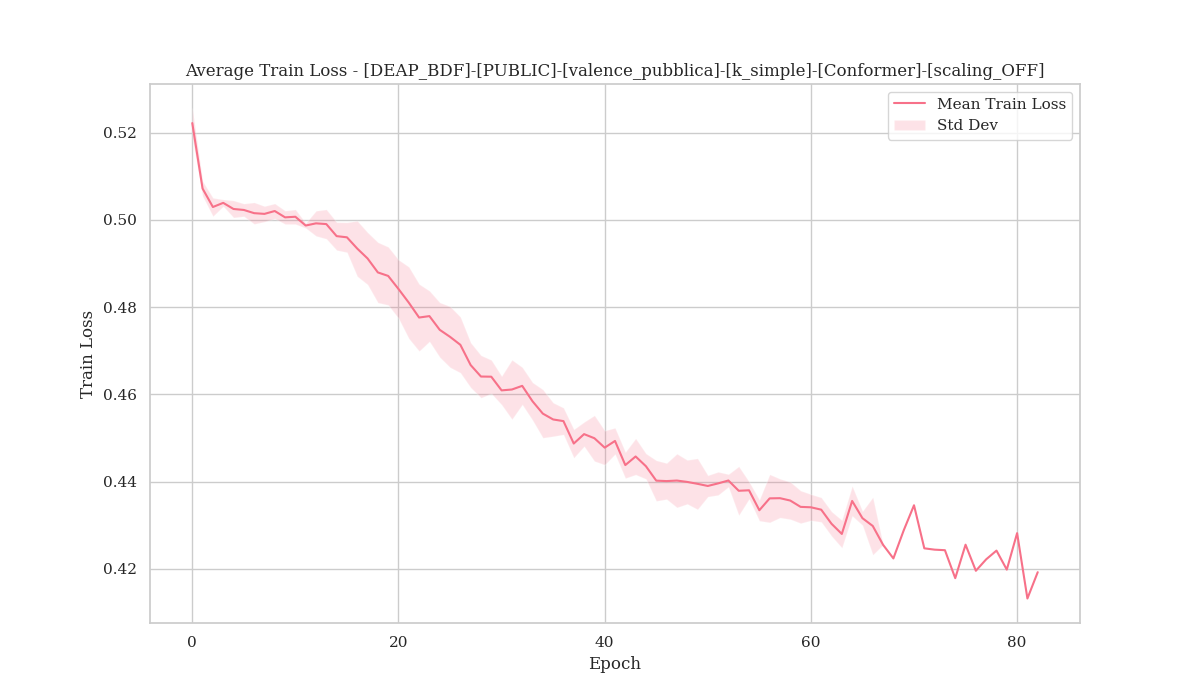 Average Train Loss - [DEAP_BDF]-[PUBLIC]-[valence_pubblica]-[k_simple]-[Conformer]-[scaling_OFF]
Mean Train Loss
Std Dev
Train Loss
0.52
0.50
0.48
0.46
0.44
0.42
0 20 40 60 80
Epoch